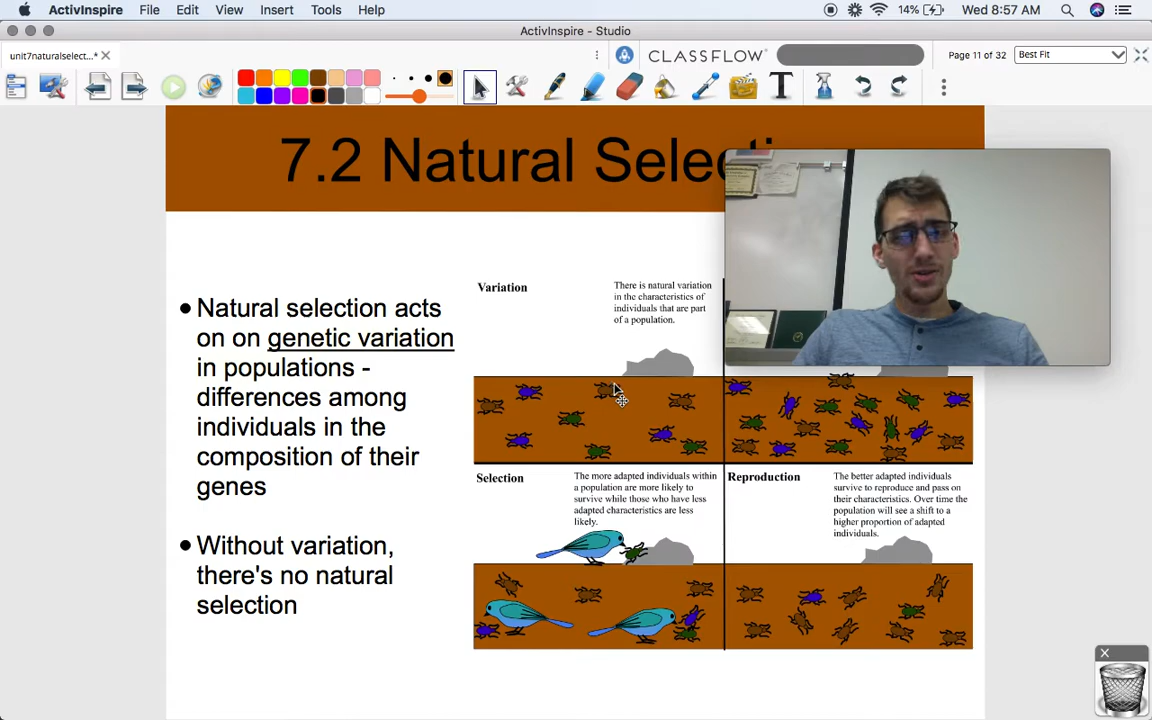 ActivInspire File Edit View Insert Tools Help
14% Wed 8:57 AM
ActivInspire - Studio
unit7naturalselect...*
CLASSFLOW
Page 11 of 32
Best Fit
7.2 Natural Selecti
Natural selection acts
on on genetic variation
in populations -
differences among
individuals in the
composition of their
genes
Without variation,
there's no natural
selection
Variation
There is natural variation
in the characteristics of
individuals that are part
of a population.
Selection
The more adapted individuals within
a population are more likely to
survive while those who have less
adapted characteristics are less
likely.
Reproduction
The better adapted individuals
survive to reproduce and pass on
their characteristics. Over time the
population will see a shift to a
higher proportion of adapted
individuals.